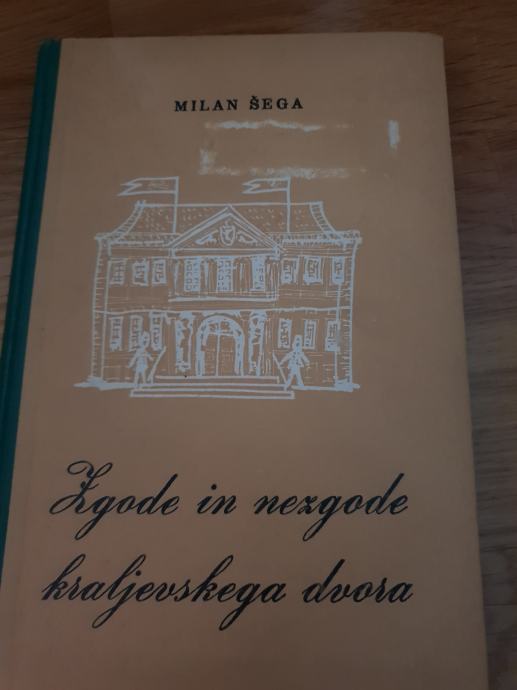 MILAN ŠEGA
Zgode in nezgode
kraljevskega dvora